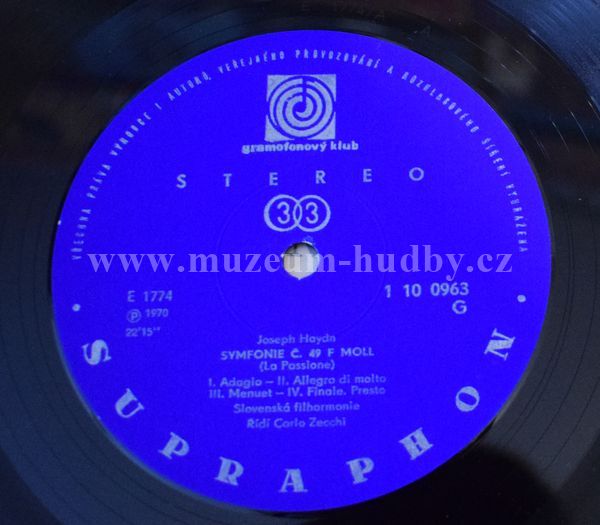 VŠECHNA PRÁVA VÝROBCE I AUTORŮ, VEŘEJNÉHO PROVOZOVÁNÍ A ROZHLASOVÉHO ŠÍŘENÍ VYHRAŽENA
gramofonový klub
STEREO
33
www.muzeum-hudby.cz
E 1774
1 10 0963
G
Ⓟ 1970
22'15"
Joseph Haydn
SYMFONIE Č. 49 F MOLL
(La Passione)
I. Adagio – II. Allegro di molto
III. Menuet – IV. Finale. Presto
Slovenská filharmonie
Řídí Carlo Zecchi
• SUPRAPHON •